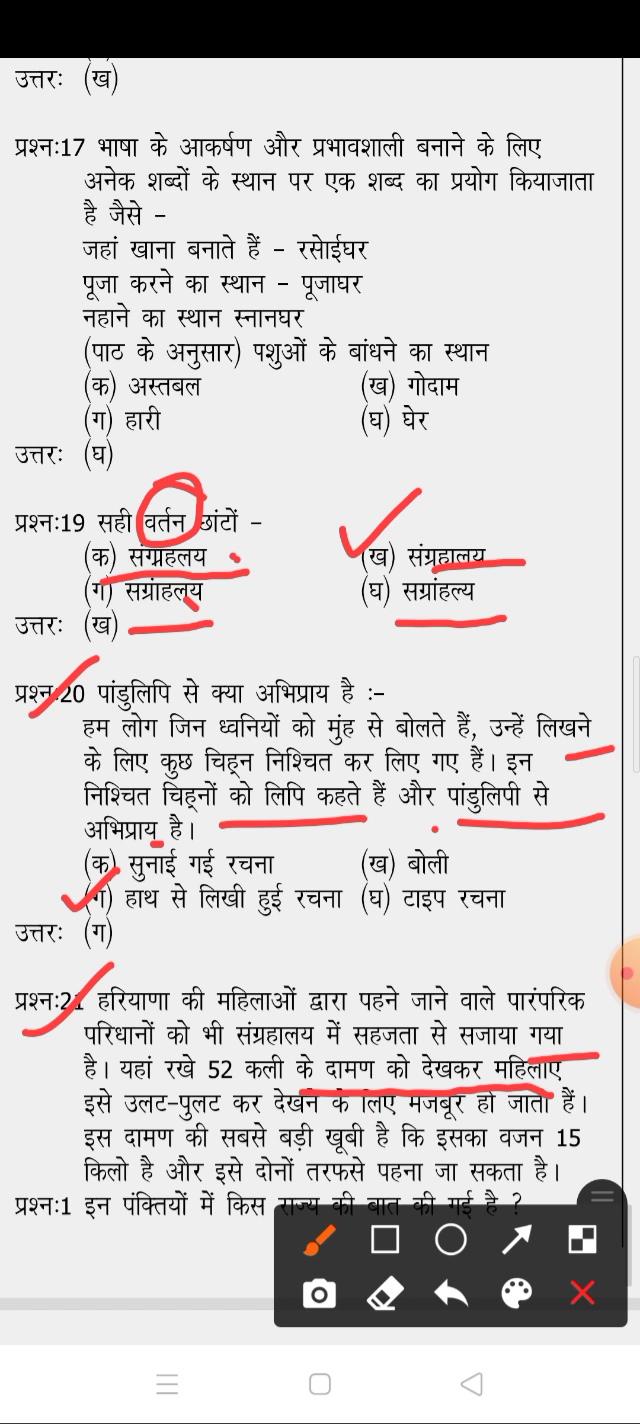 उत्तरः (ख)
प्रश्न:17 भाषा के आकर्षण और प्रभावशाली बनाने के लिए
अनेक शब्दों के स्थान पर एक शब्द का प्रयोग कियाजाता
है जैसे -
जहां खाना बनाते हैं - रसोईघर
पूजा करने का स्थान - पूजाघर
नहाने का स्थान स्नानघर
(पाठ के अनुसार) पशुओं के बांधने का स्थान
(क) अस्तबल (ख) गोदाम
(ग) हारी (घ) घेर
उत्तरः (घ)
प्रश्न:19 सही वर्तन छांटों -
(क) संग्राहलय (ख) संग्रहालय
(ग) सग्रांहलय (घ) सग्रांहल्य
उत्तरः (ख)
प्रश्न:20 पांडुलिपि से क्या अभिप्राय है :-
हम लोग जिन ध्वनियों को मुंह से बोलते हैं, उन्हें लिखने
के लिए कुछ चिह्न निश्चित कर लिए गए हैं। इन
निश्चित चिह्नों को लिपि कहते हैं और पांडुलिपी से
अभिप्राय है।
(क) सुनाई गई रचना (ख) बोली
(ग) हाथ से लिखी हुई रचना (घ) टाइप रचना
उत्तरः (ग)
प्रश्न:21 हरियाणा की महिलाओं द्वारा पहने जाने वाले पारंपरिक
परिधानों को भी संग्रहालय में सहजता से सजाया गया
है। यहां रखे 52 कली के दामण को देखकर महिलाएं
इसे उलट-पुलट कर देखने के लिए मजबूर हो जाती हैं।
इस दामण की सबसे बड़ी खूबी है कि इसका वजन 15
किलो है और इसे दोनों तरफसे पहना जा सकता है।
प्रश्न:1 इन पंक्तियों में किस राज्य की बात की गई है ?